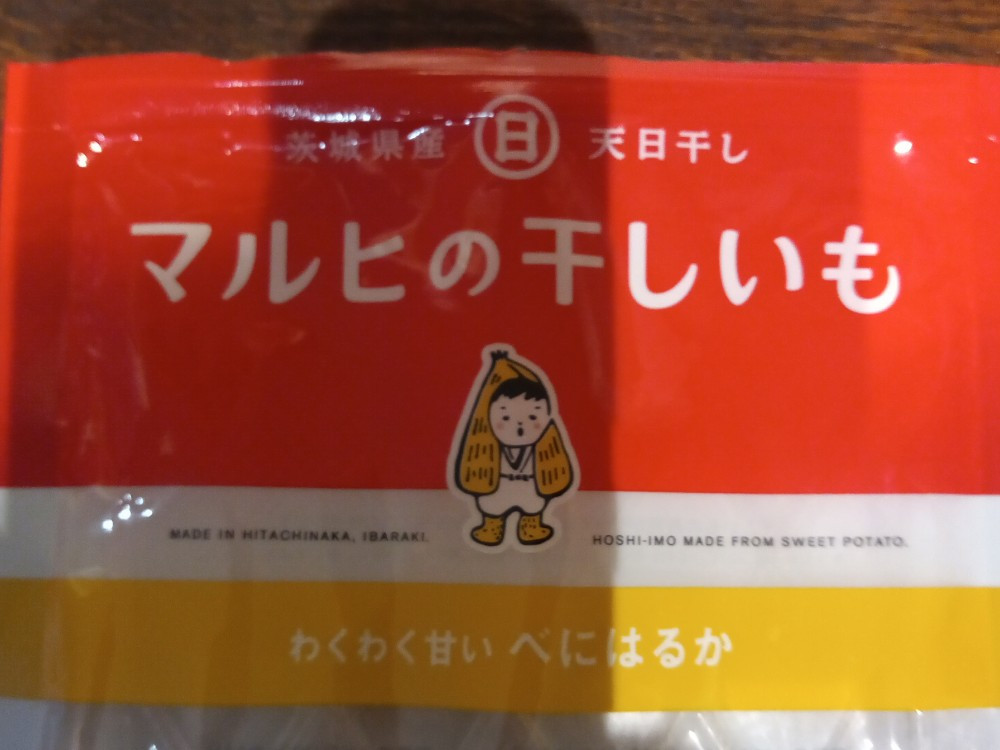 茨城県産 日 天日干し
マルヒの干しいも
MADE IN HITACHINAKA, IBARAKI. HOSHI-IMO MADE FROM SWEET POTATO.
わくわく甘い べにはるか